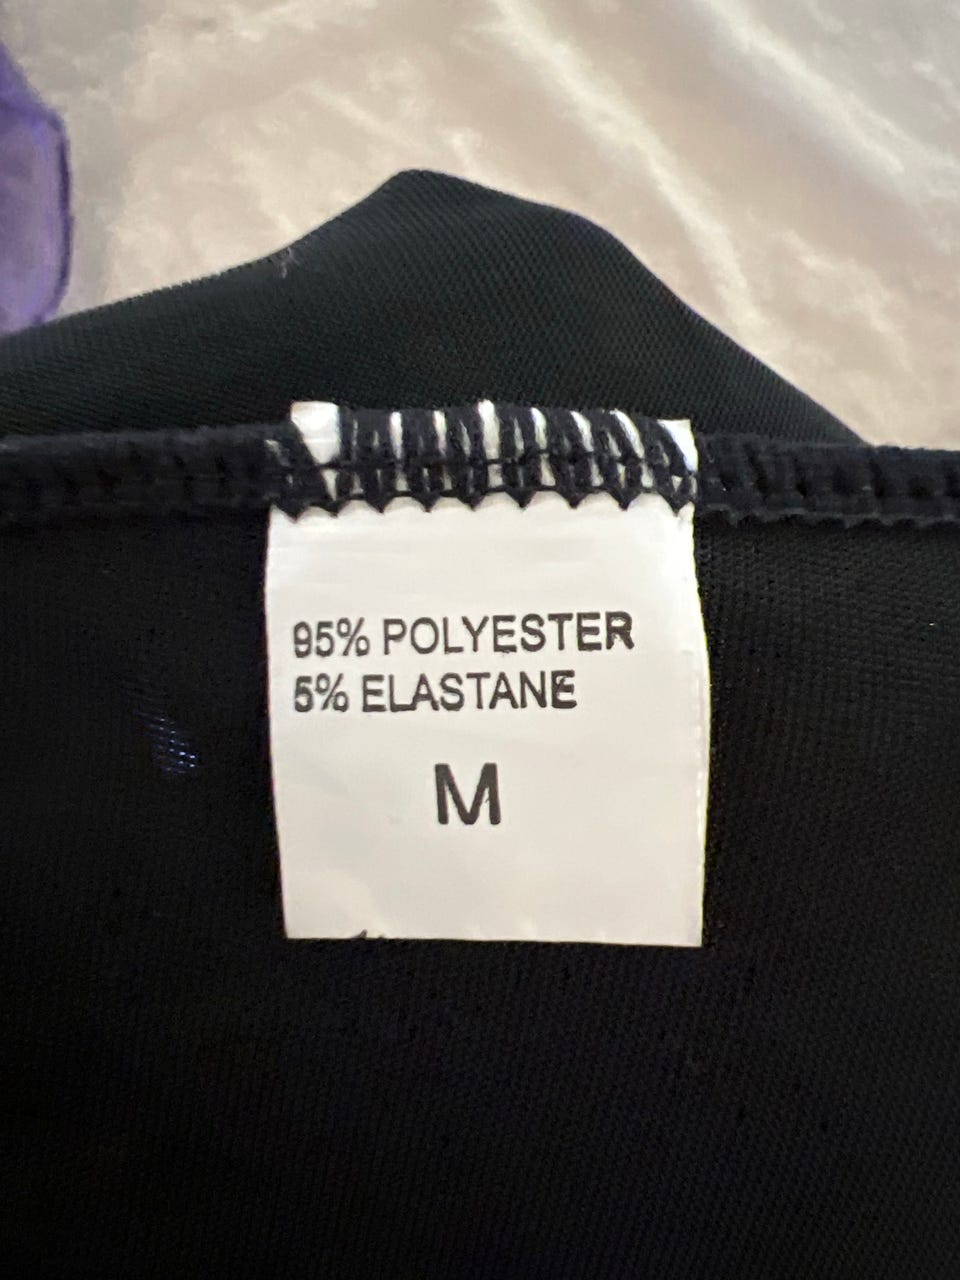 95% POLYESTER
5% ELASTANE
M